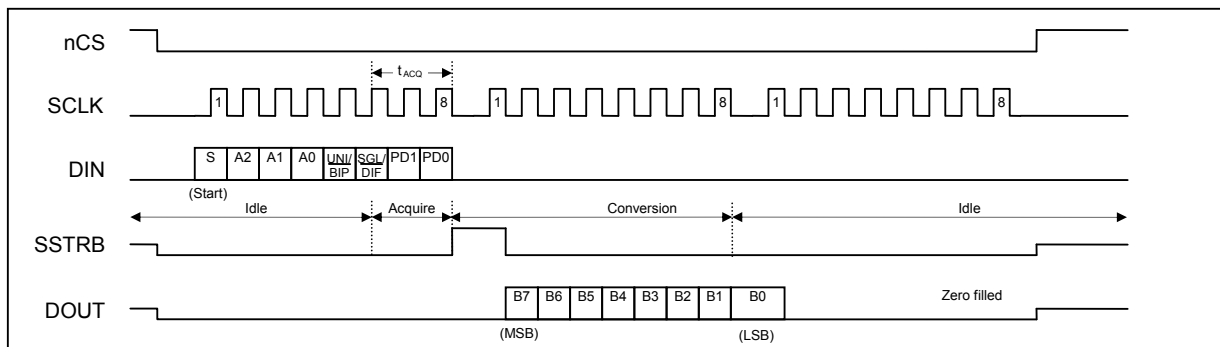 nCS
tACQ
SCLK 1 8 1 8 1 8
DIN S A2 A1 A0 UNI/BIP SGL/DIF PD1 PD0
(Start)
Idle Acquire Conversion Idle
SSTRB
DOUT B7 B6 B5 B4 B3 B2 B1 B0 Zero filled
(MSB) (LSB)